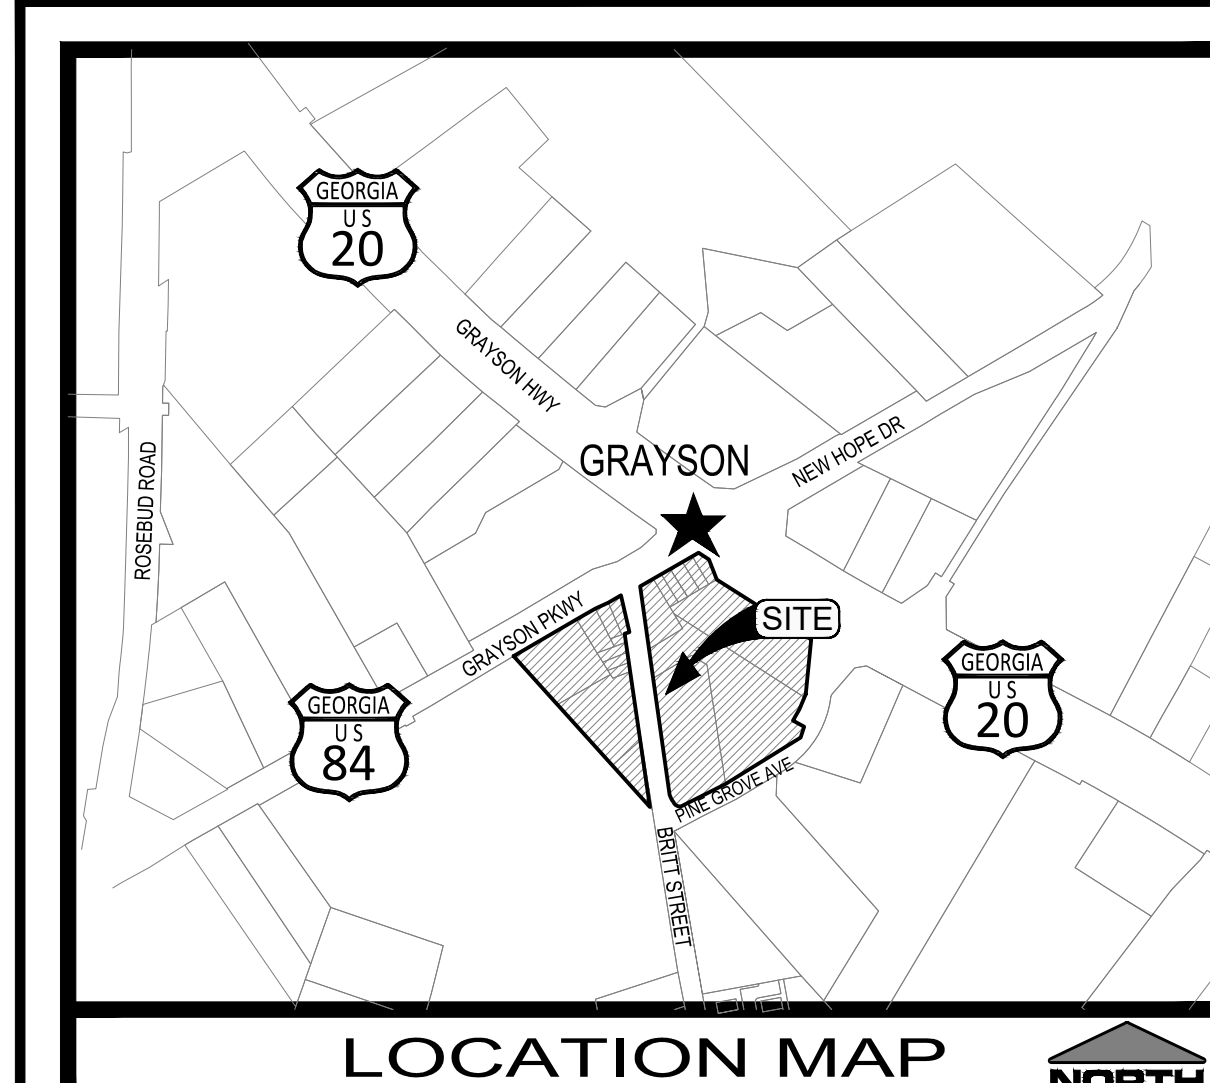 GEORGIA
US
20
GRAYSON HWY
GRAYSON
NEW HOPE DR
ROSEBUD ROAD
GRAYSON PKWY
SITE
GEORGIA
US
20
GEORGIA
US
84
PINE GROVE AVE
BRITT STREET
LOCATION MAP
NORTH